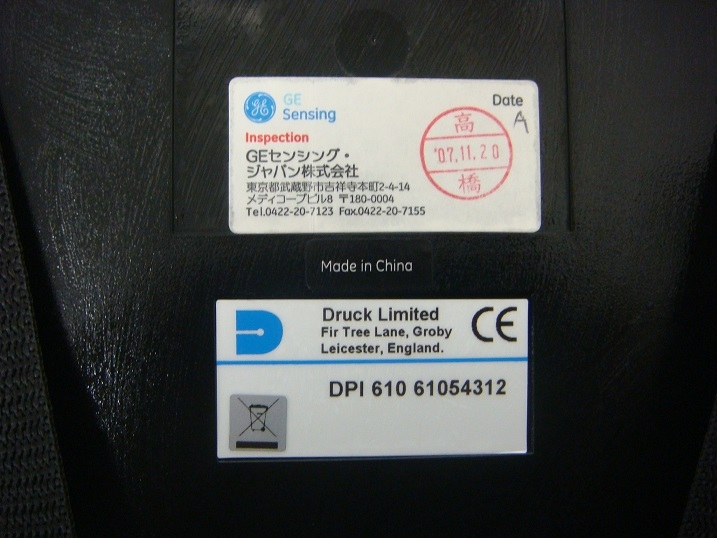 GE
Sensing
Date
A
Inspection
GEセンシング・
ジャパン株式会社
東京都武蔵野市吉祥寺本町2-4-14
メディコープビル8 〒180-0004
Tel.0422-20-7123 Fax.0422-20-7155
高
'07.11.20
橋
Made in China
Druck Limited
Fir Tree Lane, Groby
Leicester, England.
CE
DPI 610 61054312